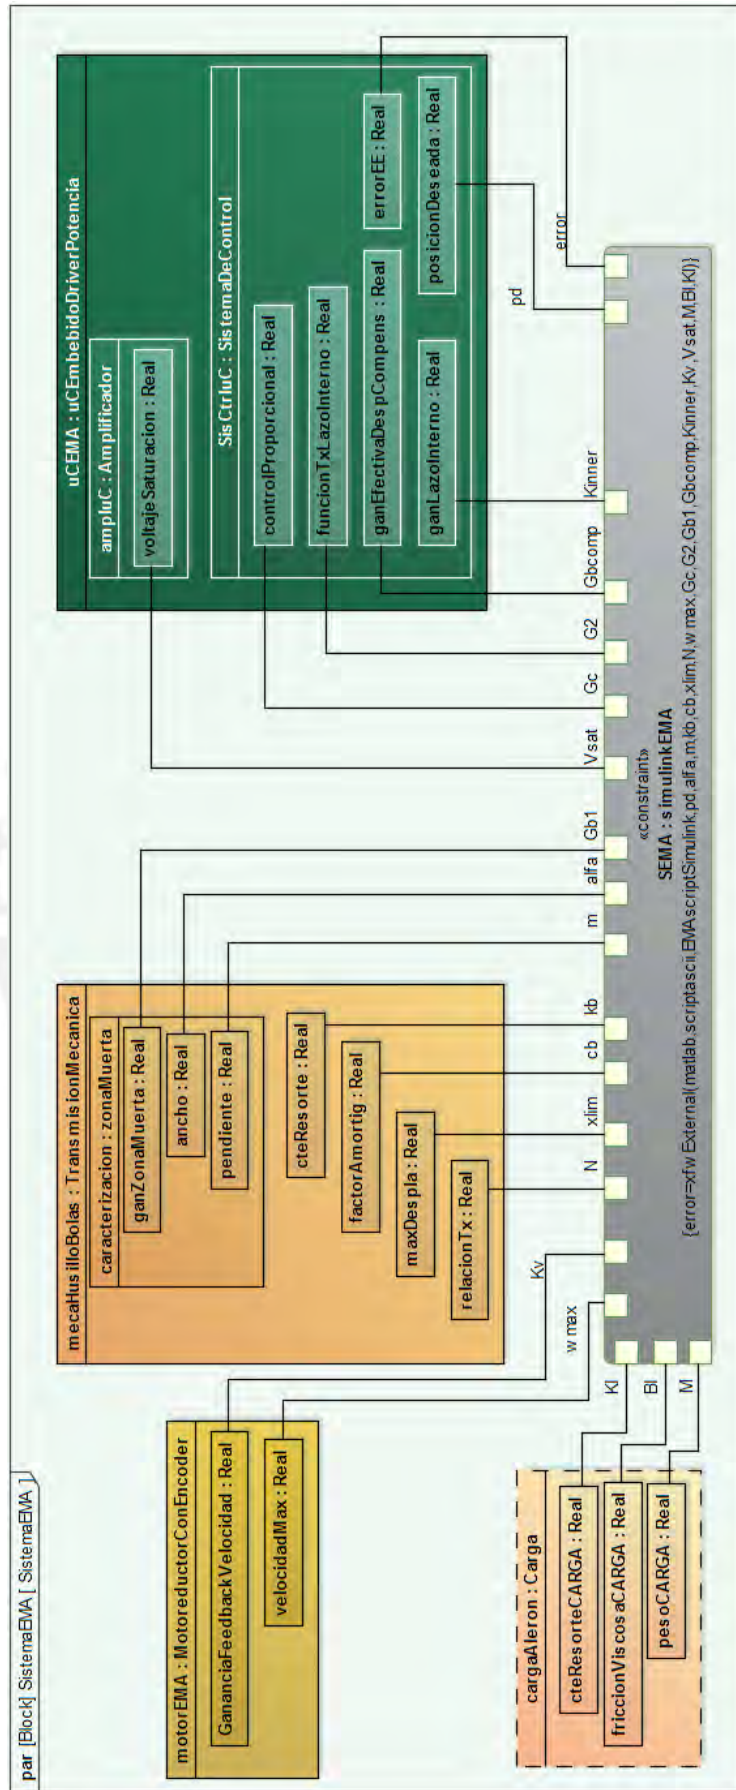 par [Block] SistemaEMA [ SistemaEMA ]
motorEMA : MotoreductorConEncoder
GananciaFeedbackVelocidad : Real
velocidadMax : Real
mecaHusilloBolas : TransmisionMecanica
caracterizacion : zonaMuerta
ganZonaMuerta : Real
ancho : Real
pendiente : Real
cteResorte : Real
factorAmortig : Real
maxDespla : Real
relacionTx : Real
uCEMA : uCEmbebidoDriverPotencia
ampluC : Amplificador
voltajeSaturacion : Real
SisCtrluC : SistemaDeControl
controlProporcional : Real
funcionTxLazoInterno : Real
ganEfectivaDespCompens : Real
errorEE : Real
ganLazoInterno : Real
posicionDeseada : Real
cargaAleron : Carga
cteResorteCARGA : Real
friccionViscosaCARGA : Real
pesoCARGA : Real
Kl
Bl
M
wmax
Kv
N
xlim
cb
kb
m
alfa
Gb1
Vsat
Gc
G2
Gbcomp
Kinner
pd
error
«constraint»
SEMA : simulinkEMA
{error=xfwExternal(matlab,scriptascii,EMAscriptSimulink,pd,alfa,m,kb,cb,xlim,N,wmax,Gc,G2,Gb1,Gbcomp,Kinner,Kv,Vsat,M,Bl,Kl)}